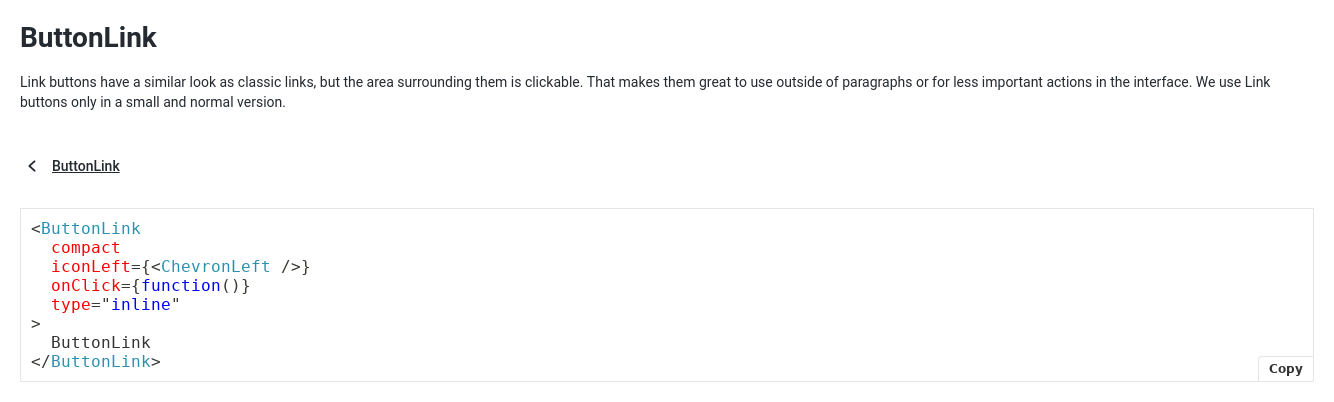 ButtonLink
Link buttons have a similar look as classic links, but the area surrounding them is clickable. That makes them great to use outside of paragraphs or for less important actions in the interface. We use Link
buttons only in a small and normal version.
ButtonLink
<ButtonLink
  compact
  iconLeft={<ChevronLeft />}
  onClick={function()}
  type="inline"
>
  ButtonLink
</ButtonLink>
Copy